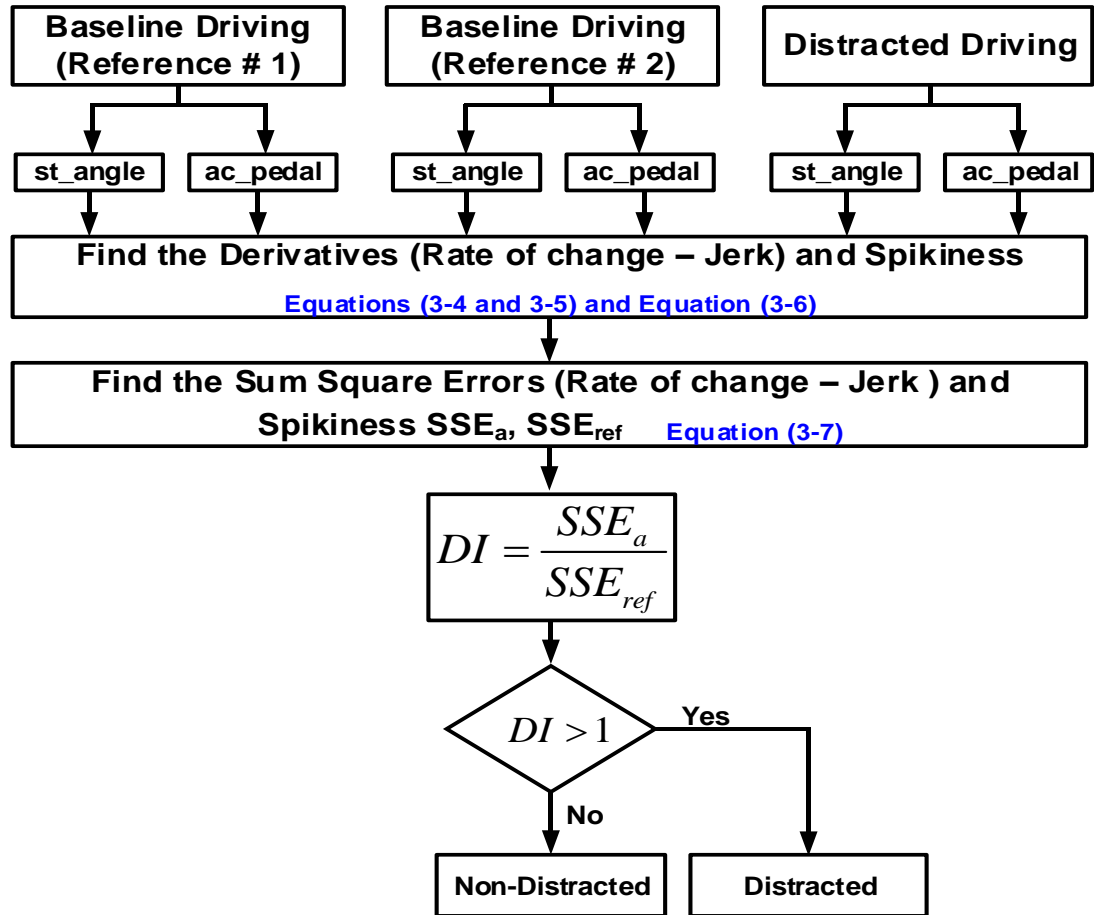 Baseline Driving
(Reference # 1)
Baseline Driving
(Reference # 2)
Distracted Driving
st_angle
ac_pedal
st_angle
ac_pedal
st_angle
ac_pedal
Find the Derivatives (Rate of change – Jerk) and Spikiness
Equations (3-4 and 3-5) and Equation (3-6)
Find the Sum Square Errors (Rate of change – Jerk ) and
Spikiness SSEₐ, SSE_ref Equation (3-7)
DI = SSE_a / SSE_ref
DI > 1
Yes
No
Non-Distracted
Distracted